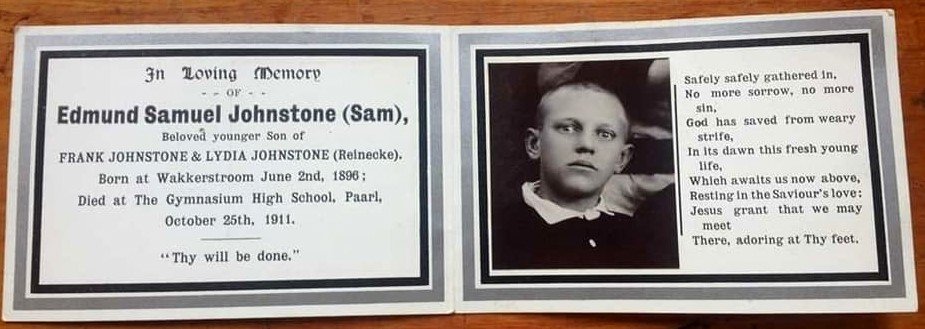 In Loving Memory
- - OF - -
Edmund Samuel Johnstone (Sam),
Beloved younger Son of
FRANK JOHNSTONE & LYDIA JOHNSTONE (Reinecke).
Born at Wakkerstroom June 2nd, 1896;
Died at The Gymnasium High School, Paarl,
October 25th, 1911.
"Thy will be done."
Safely safely gathered in,
No more sorrow, no more
sin,
God has saved from weary
strife,
In its dawn this fresh young
life,
Which awaits us now above,
Resting in the Saviour's love:
Jesus grant that we may
meet
There, adoring at Thy feet.